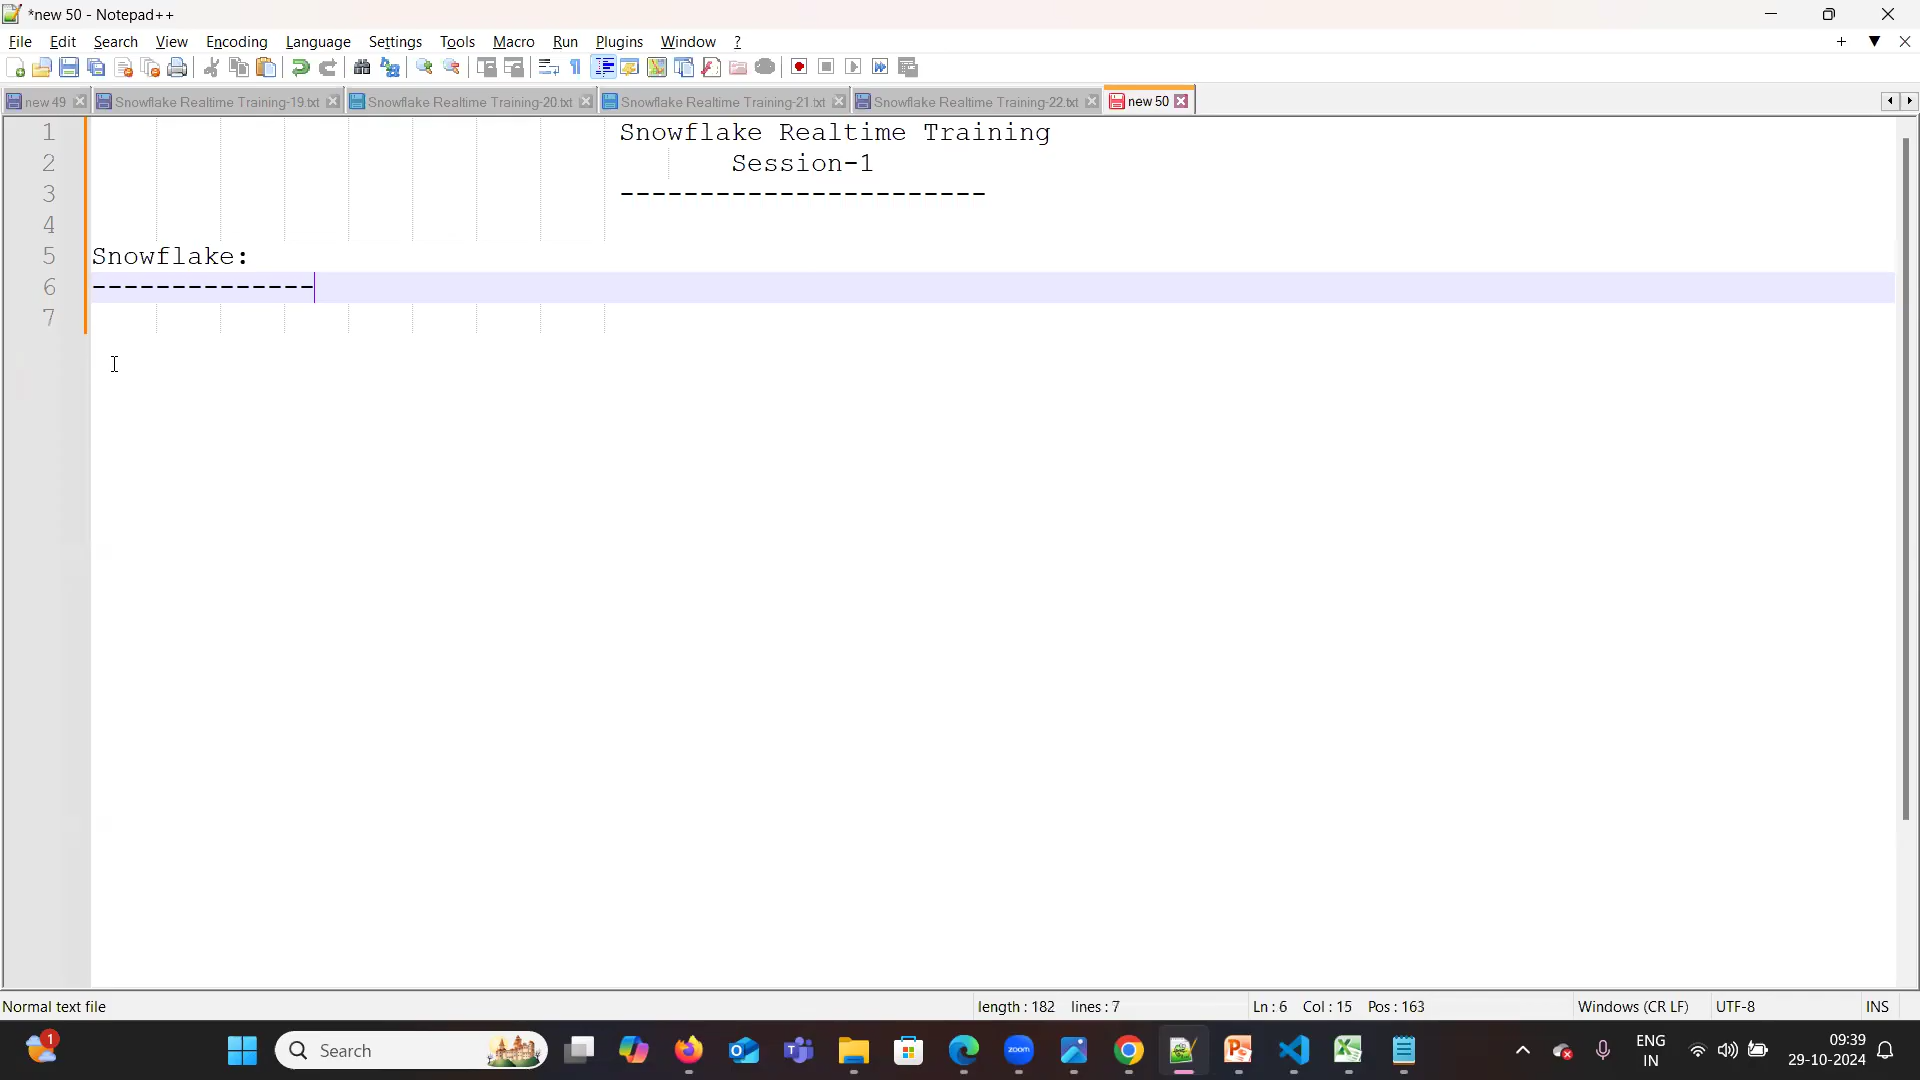 *new 50 - Notepad++
File Edit Search View Encoding Language Settings Tools Macro Run Plugins Window ?
new 49 Snowflake Realtime Training-19.txt Snowflake Realtime Training-20.txt Snowflake Realtime Training-21.txt Snowflake Realtime Training-22.txt new 50
1 Snowflake Realtime Training
2 Session-1
3 -----------------------
4
5 Snowflake:
6 --------------
7
Normal text file length : 182 lines : 7 Ln : 6 Col : 15 Pos : 163 Windows (CR LF) UTF-8 INS
1 Search zoom ENG 09:39
IN 29-10-2024